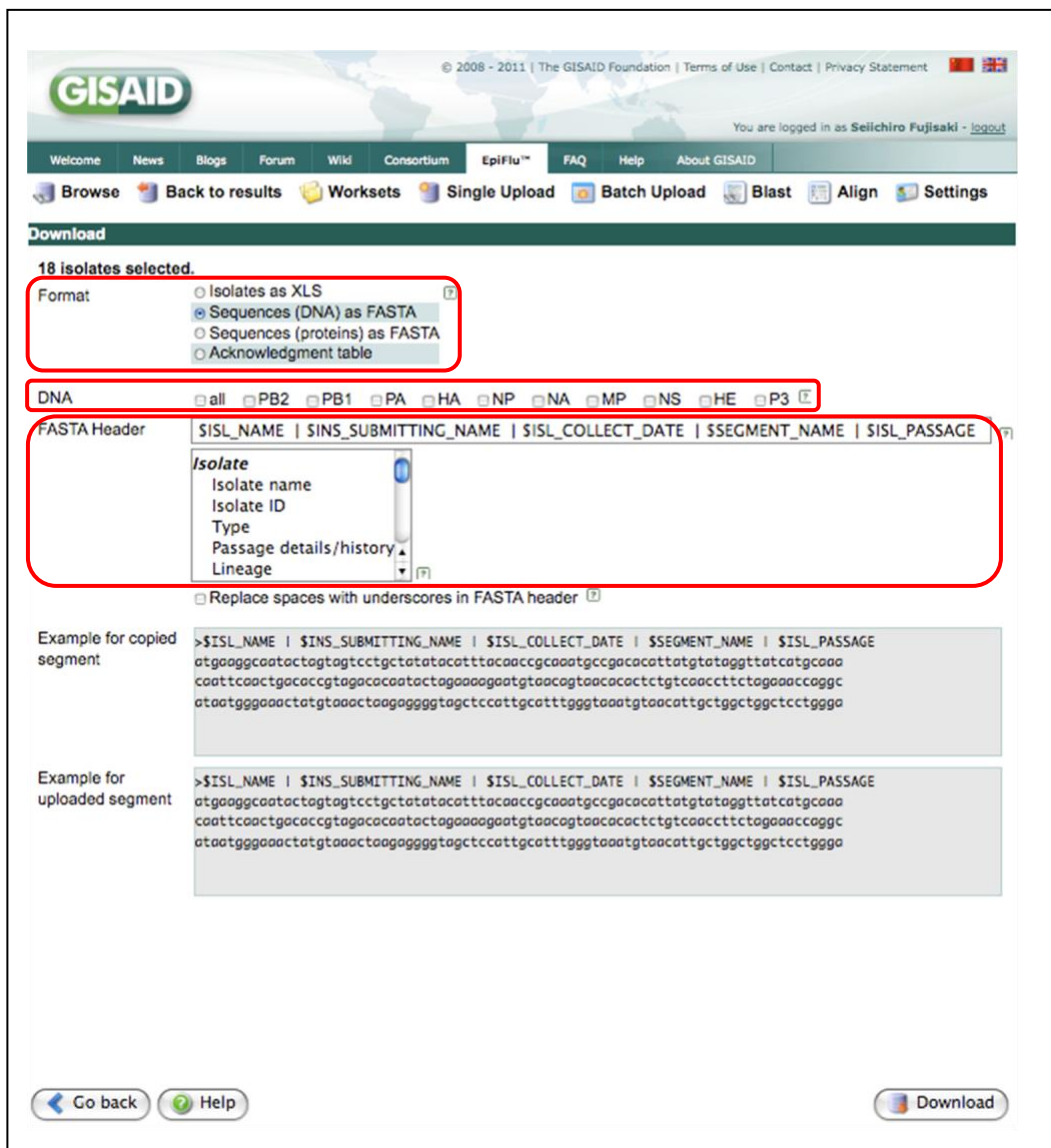 © 2008 - 2011 | The GISAID Foundation | Terms of Use | Contact | Privacy Statement
GISAID
You are logged in as Seiichiro Fujisaki - logout
Welcome News Blogs Forum Wiki Consortium EpiFlu™ FAQ Help About GISAID
Browse Back to results Worksets Single Upload Batch Upload Blast Align Settings
Download
18 isolates selected.
Format Isolates as XLS ?
Sequences (DNA) as FASTA
Sequences (proteins) as FASTA
Acknowledgment table
DNA all PB2 PB1 PA HA NP NA MP NS HE P3 ?
FASTA Header $ISL_NAME | $INS_SUBMITTING_NAME | $ISL_COLLECT_DATE | $SEGMENT_NAME | $ISL_PASSAGE ?
Isolate
Isolate name
Isolate ID
Type
Passage details/history
Lineage ?
Replace spaces with underscores in FASTA header ?
Example for copied segment
>$ISL_NAME | $INS_SUBMITTING_NAME | $ISL_COLLECT_DATE | $SEGMENT_NAME | $ISL_PASSAGE
atgaaggcaatactagtagtcctgctatatacatttacaaccgcaaatgccgacacattatgtataggttatcatgcaaa
caattcaactgacaccgtagacacaatactagaaaagaatgtaacagtaacacactctgtcaaccttctagaaaccaggc
ataatgggaaactatgtaaactaagaggggtagctccattgcatttgggtaaatgtaacattgctggctggctcctggga
Example for uploaded segment
>$ISL_NAME | $INS_SUBMITTING_NAME | $ISL_COLLECT_DATE | $SEGMENT_NAME | $ISL_PASSAGE
atgaaggcaatactagtagtcctgctatatacatttacaaccgcaaatgccgacacattatgtataggttatcatgcaaa
caattcaactgacaccgtagacacaatactagaaaagaatgtaacagtaacacactctgtcaaccttctagaaaccaggc
ataatgggaaactatgtaaactaagaggggtagctccattgcatttgggtaaatgtaacattgctggctggctcctggga
Go back Help Download